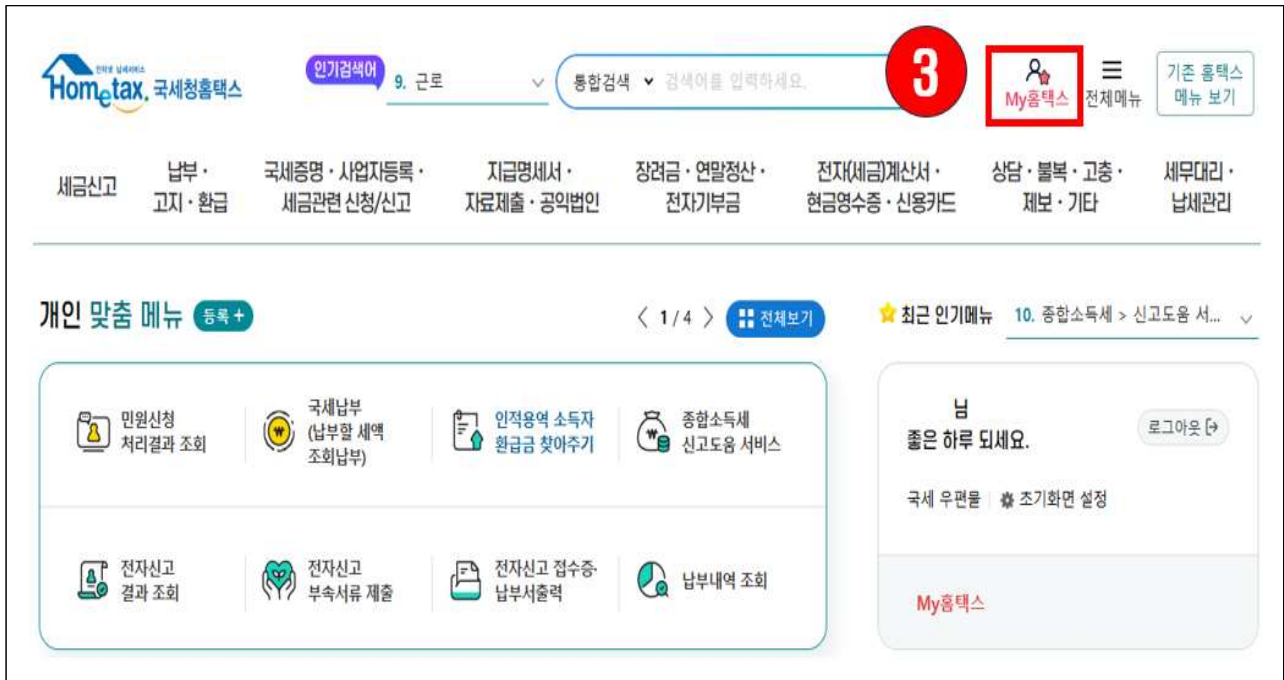 인터넷 납세서비스
Hometax. 국세청홈택스
인기검색어 9. 근로
통합검색 검색어를 입력하세요.
3
My홈택스
전체메뉴
기존 홈택스
메뉴 보기
세금신고
납부·
고지·환급
국세증명·사업자등록·
세금관련 신청/신고
지급명세서·
자료제출·공익법인
장려금·연말정산·
전자기부금
전자(세금)계산서·
현금영수증·신용카드
상담·불복·고충·
제보·기타
세무대리·
납세관리
개인 맞춤 메뉴 등록 +
< 1 / 4 > 전체보기
최근 인기메뉴 10. 종합소득세 > 신고도움 서...
민원신청
처리결과 조회
국세납부
(납부할 세액
조회납부)
인적용역 소득자
환급금 찾아주기
종합소득세
신고도움 서비스
전자신고
결과 조회
전자신고
부속서류 제출
전자신고 접수증·
납부서출력
납부내역 조회
님
좋은 하루 되세요.
로그아웃
국세 우편물 초기화면 설정
My홈택스